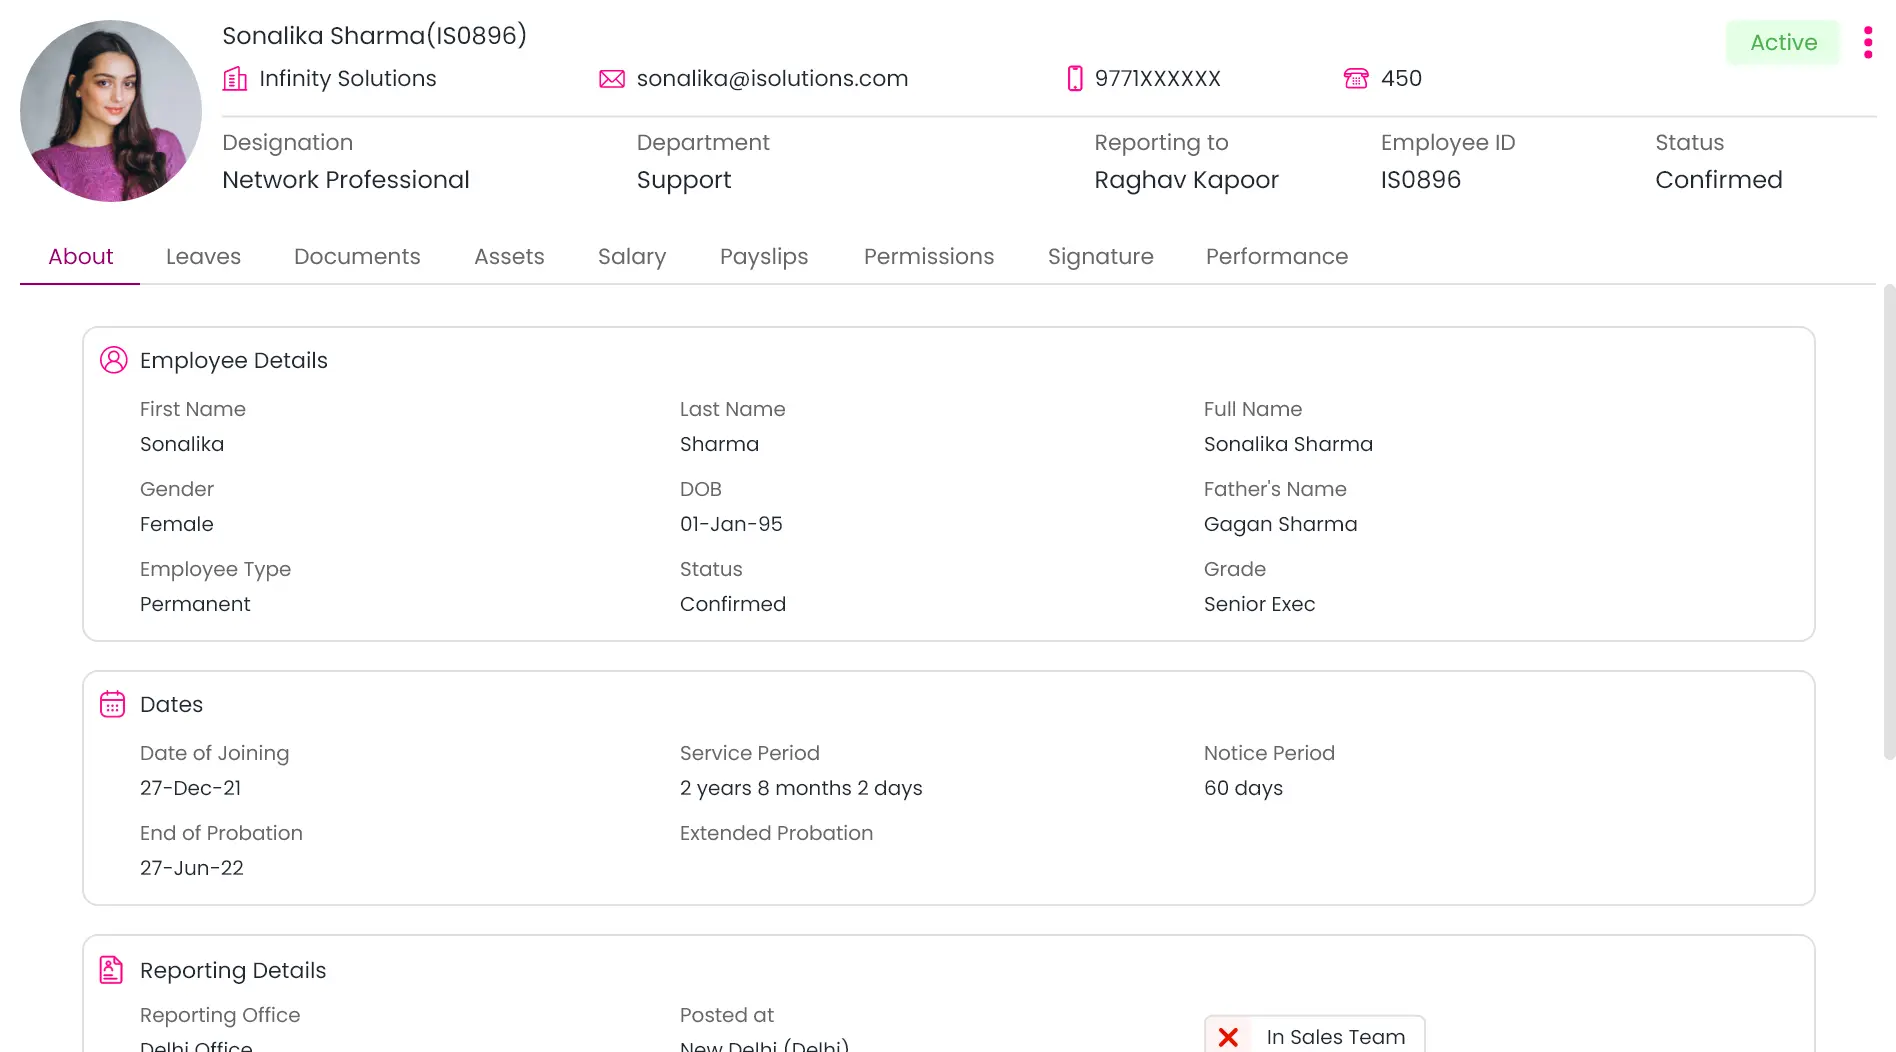 Sonalika Sharma(IS0896)
Active
Infinity Solutions sonalika@isolutions.com 9771XXXXXX 450
Designation Department Reporting to Employee ID Status
Network Professional Support Raghav Kapoor IS0896 Confirmed
About Leaves Documents Assets Salary Payslips Permissions Signature Performance
Employee Details
First Name Last Name Full Name
Sonalika Sharma Sonalika Sharma
Gender DOB Father's Name
Female 01-Jan-95 Gagan Sharma
Employee Type Status Grade
Permanent Confirmed Senior Exec
Dates
Date of Joining Service Period Notice Period
27-Dec-21 2 years 8 months 2 days 60 days
End of Probation Extended Probation
27-Jun-22
Reporting Details
Reporting Office Posted at
In Sales Team
Delhi Office New Delhi (Delhi)